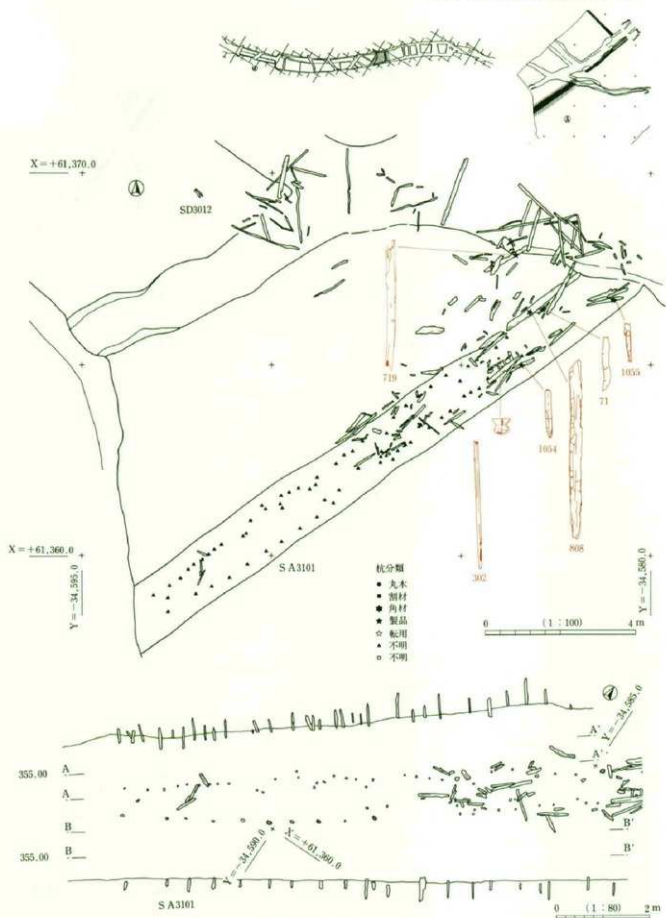 X=+61,370.0
SD3012
719
1055
71
1054
808
302
X=+61,360.0
Y=-34,595.0
SA3101
Y=-34,580.0
杭分類
● 丸木
■ 割材
角材
★ 製品
☆ 転用
▲ 不明
○ 不明
0 (1:100) 4 m
Y=-34,585.0
A'
A'
355.00 A
A
B B'
355.00 B B'
Y=-34,590.0
X=+61,360.0
SA3101
0 (1:80) 2 m